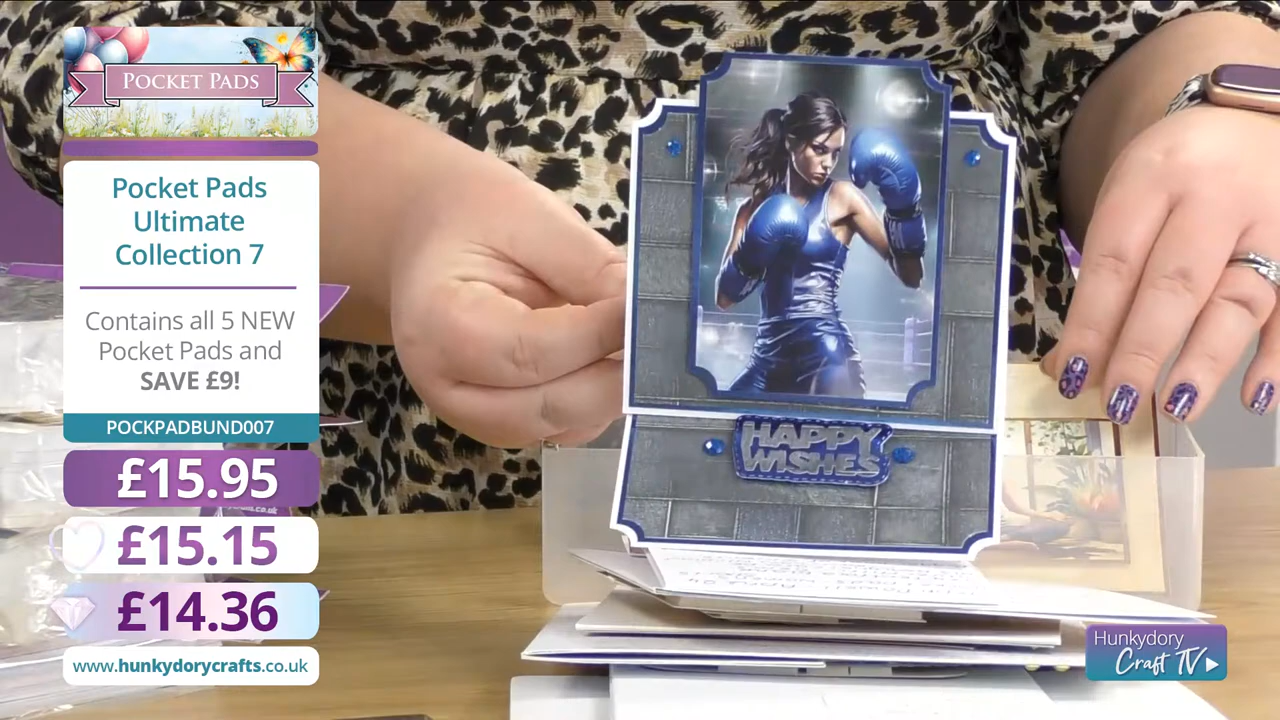 POCKET PADS
Pocket Pads
Ultimate
Collection 7
Contains all 5 NEW
Pocket Pads and
SAVE £9!
POCKPADBUND007
£15.95
£15.15
£14.36
www.hunkydorycrafts.co.uk
HAPPY
WISHES
Hunkydory
Craft TV